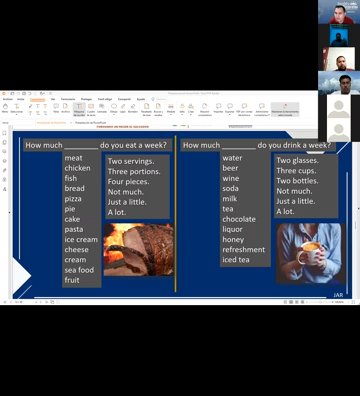 How much ________ do you eat a week?
meat
chicken
fish
bread
pizza
pie
cake
pasta
ice cream
cheese
cream
sea food
fruit
Two servings.
Three portions.
Four pieces.
Not much.
Just a little.
A lot.
How much ________ do you drink a week?
water
beer
wine
soda
milk
tea
chocolate
liquor
honey
refreshment
iced tea
Two glasses.
Three cups.
Two bottles.
Not much.
Just a little.
A lot.
JAR